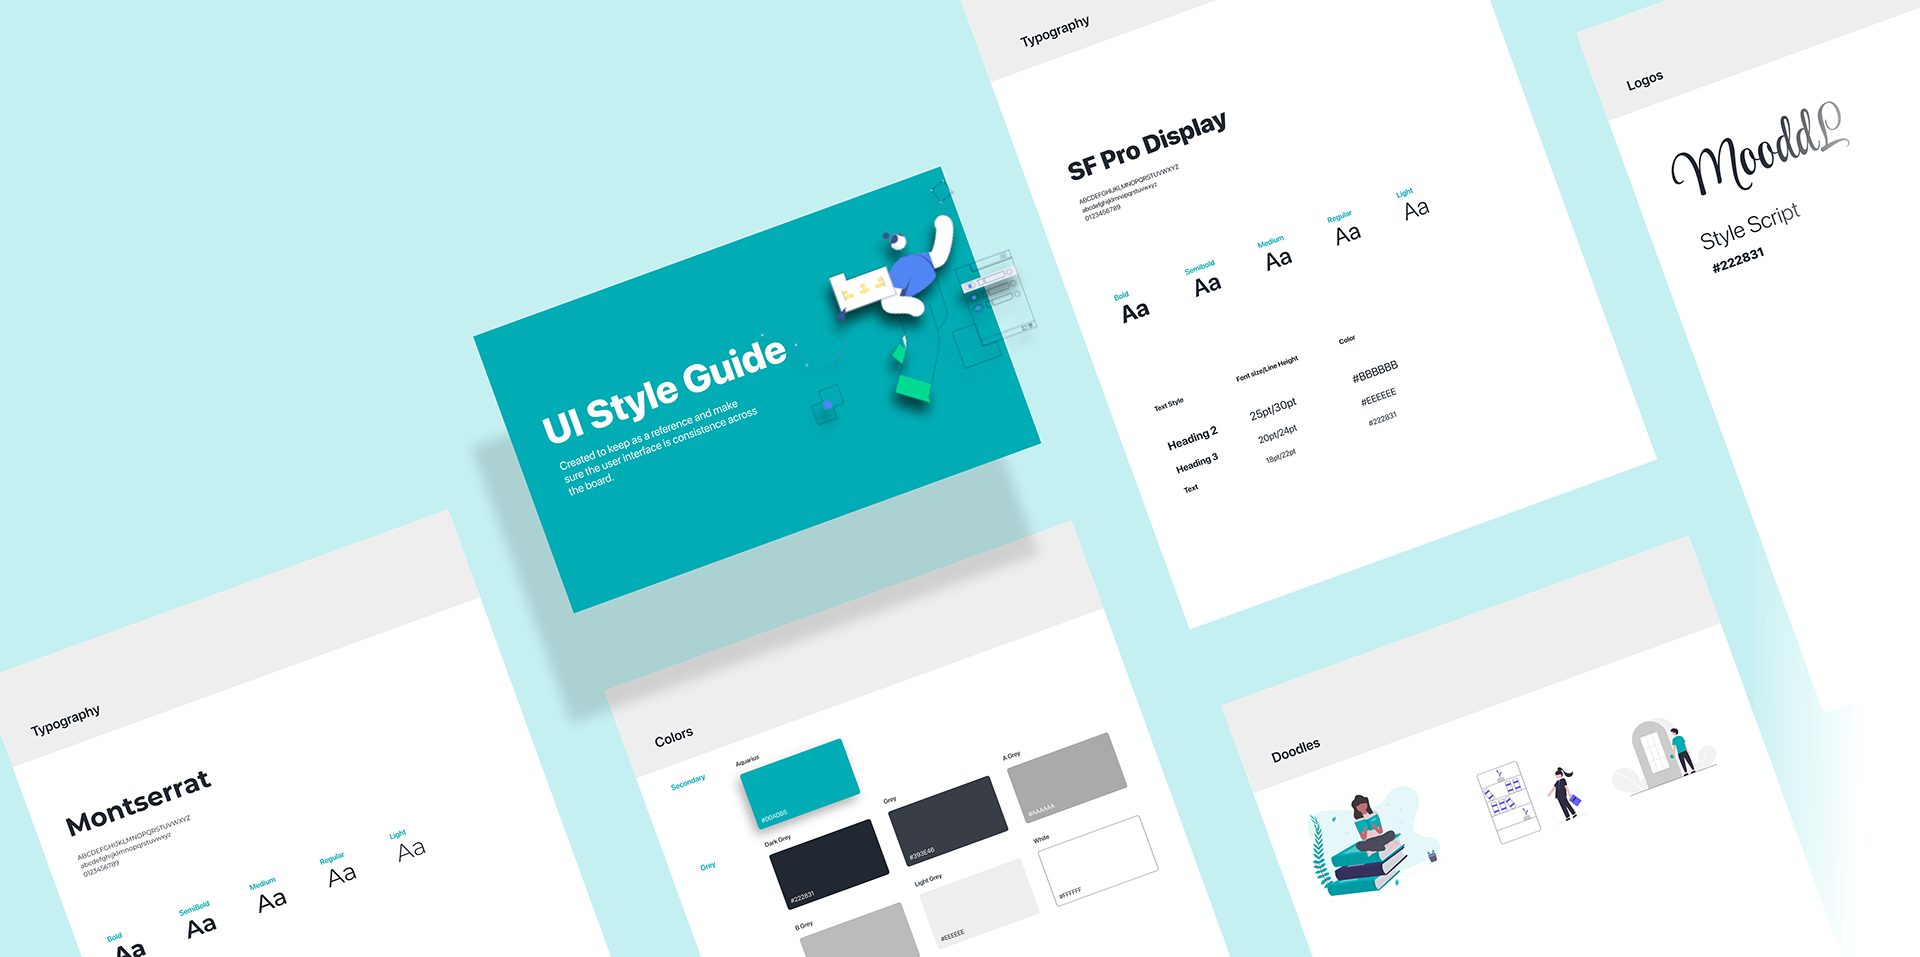 UI Style Guide
Created to keep as a reference and make
sure the user interface is consistence across
the board.
Typography
SF Pro Display
ABCDEFGHIJKLMNOPQRSTUVWXYZ
abcdefghijklmnopqrstuvwxyz
0123456789
Bold
Aa
Semibold
Aa
Medium
Aa
Regular
Aa
Light
Aa
Text Style
Font size/Line Height
Color
Heading 2
25pt/30pt
#BBBBBB
Heading 3
20pt/24pt
#EEEEEE
Text
18pt/22pt
#222831
Logos
MooddL
Style Script
#222831
Typography
Montserrat
ABCDEFGHIJKLMNOPQRSTUVWXYZ
abcdefghijklmnopqrstuvwxyz
0123456789
Bold
Aa
SemiBold
Aa
Medium
Aa
Regular
Aa
Light
Aa
Colors
Secondary
Aquarius
#00ADB5
Grey
Dark Grey
#222831
Grey
#393E46
A Grey
#AAAAAA
B Grey
Light Grey
#EEEEEE
White
#FFFFFF
Doodles